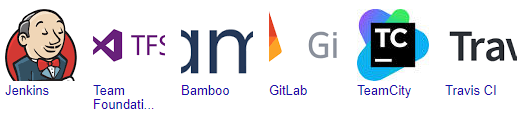 TFS
am
Gi
TC
Trav
Jenkins
Team
Foundati...
Bamboo
GitLab
TeamCity
Travis CI